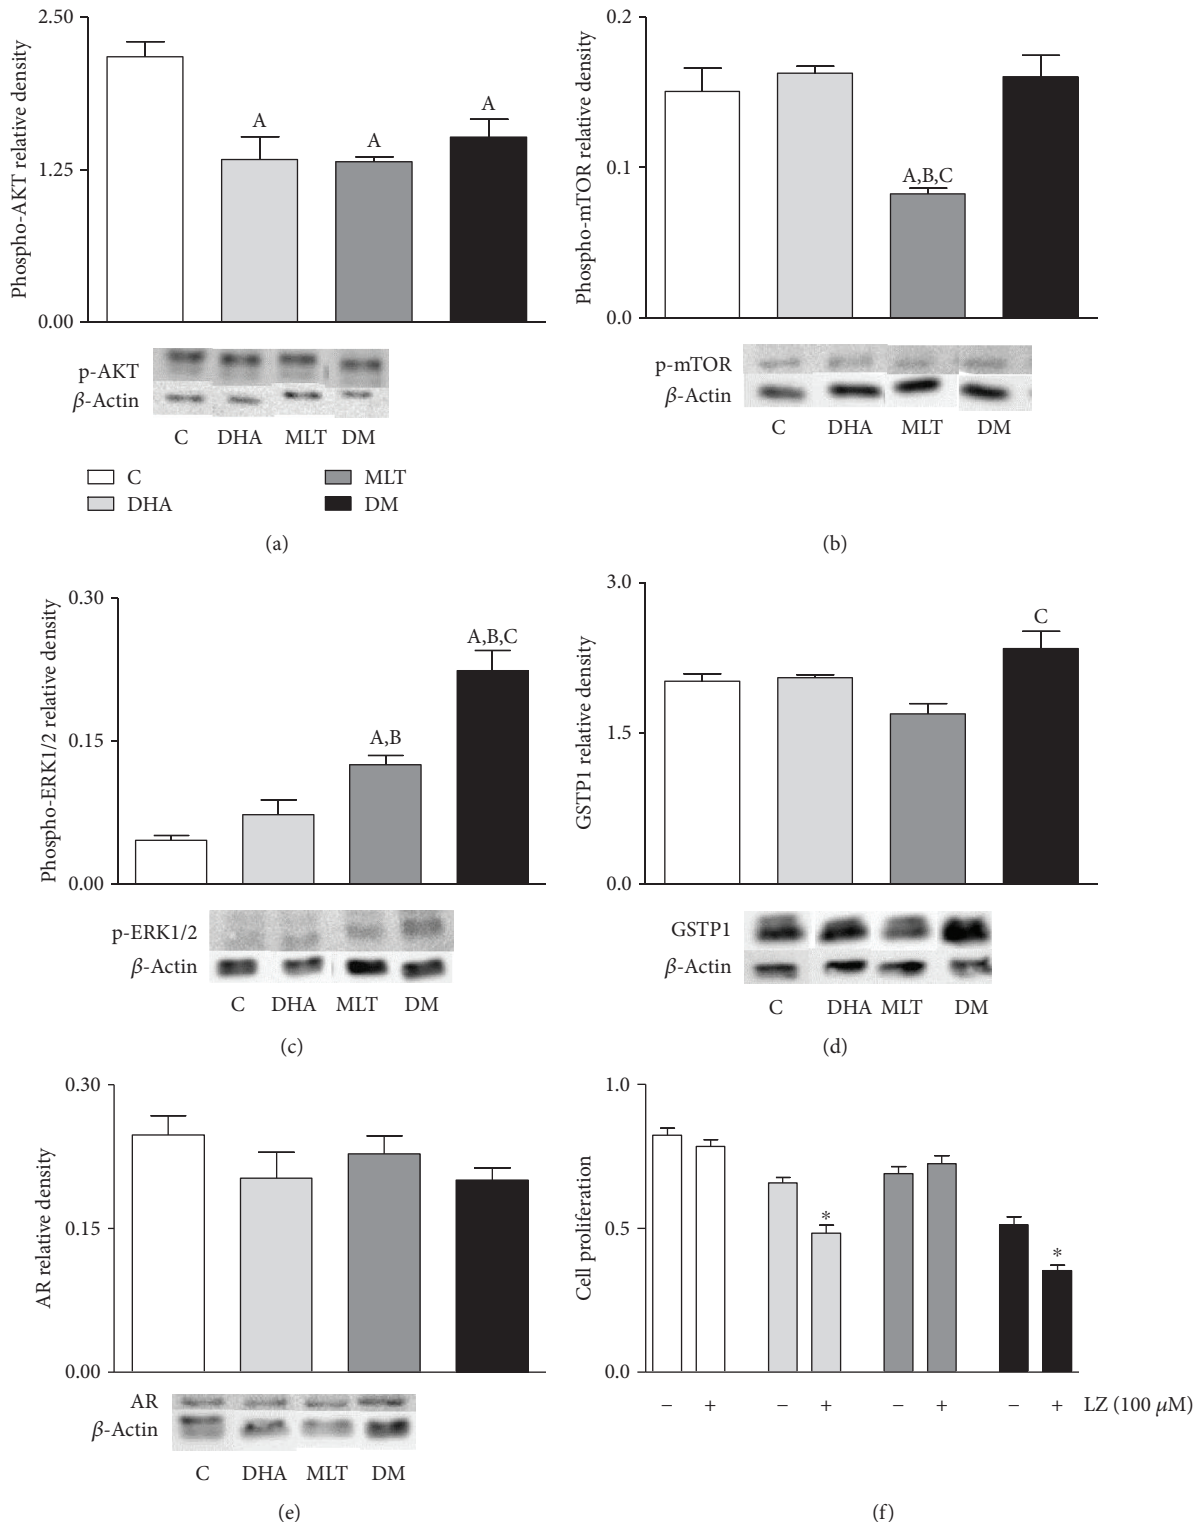 2.50
1.25
0.00
Phospho-AKT relative density
A
A
A
p-AKT
β-Actin
C DHA MLT DM
C
DHA
MLT
DM
(a)
0.2
0.1
0.0
Phospho-mTOR relative density
A,B,C
p-mTOR
β-Actin
C DHA MLT DM
(b)
0.30
0.15
0.00
Phospho-ERK1/2 relative density
A,B
A,B,C
p-ERK1/2
β-Actin
C DHA MLT DM
(c)
3.0
1.5
0.0
GSTP1 relative density
C
GSTP1
β-Actin
C DHA MLT DM
(d)
0.30
0.15
0.00
AR relative density
AR
β-Actin
C DHA MLT DM
(e)
1.0
0.5
0.0
Cell proliferation
*
*
− + − + − + − + LZ (100 μM)
(f)